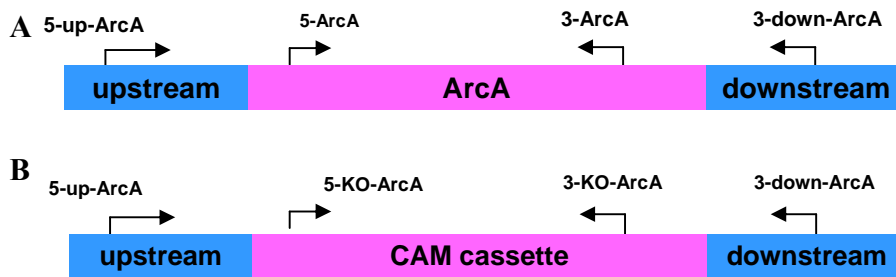 A
5-up-ArcA 5-ArcA 3-ArcA 3-down-ArcA
upstream ArcA downstream
B
5-up-ArcA 5-KO-ArcA 3-KO-ArcA 3-down-ArcA
upstream CAM cassette downstream